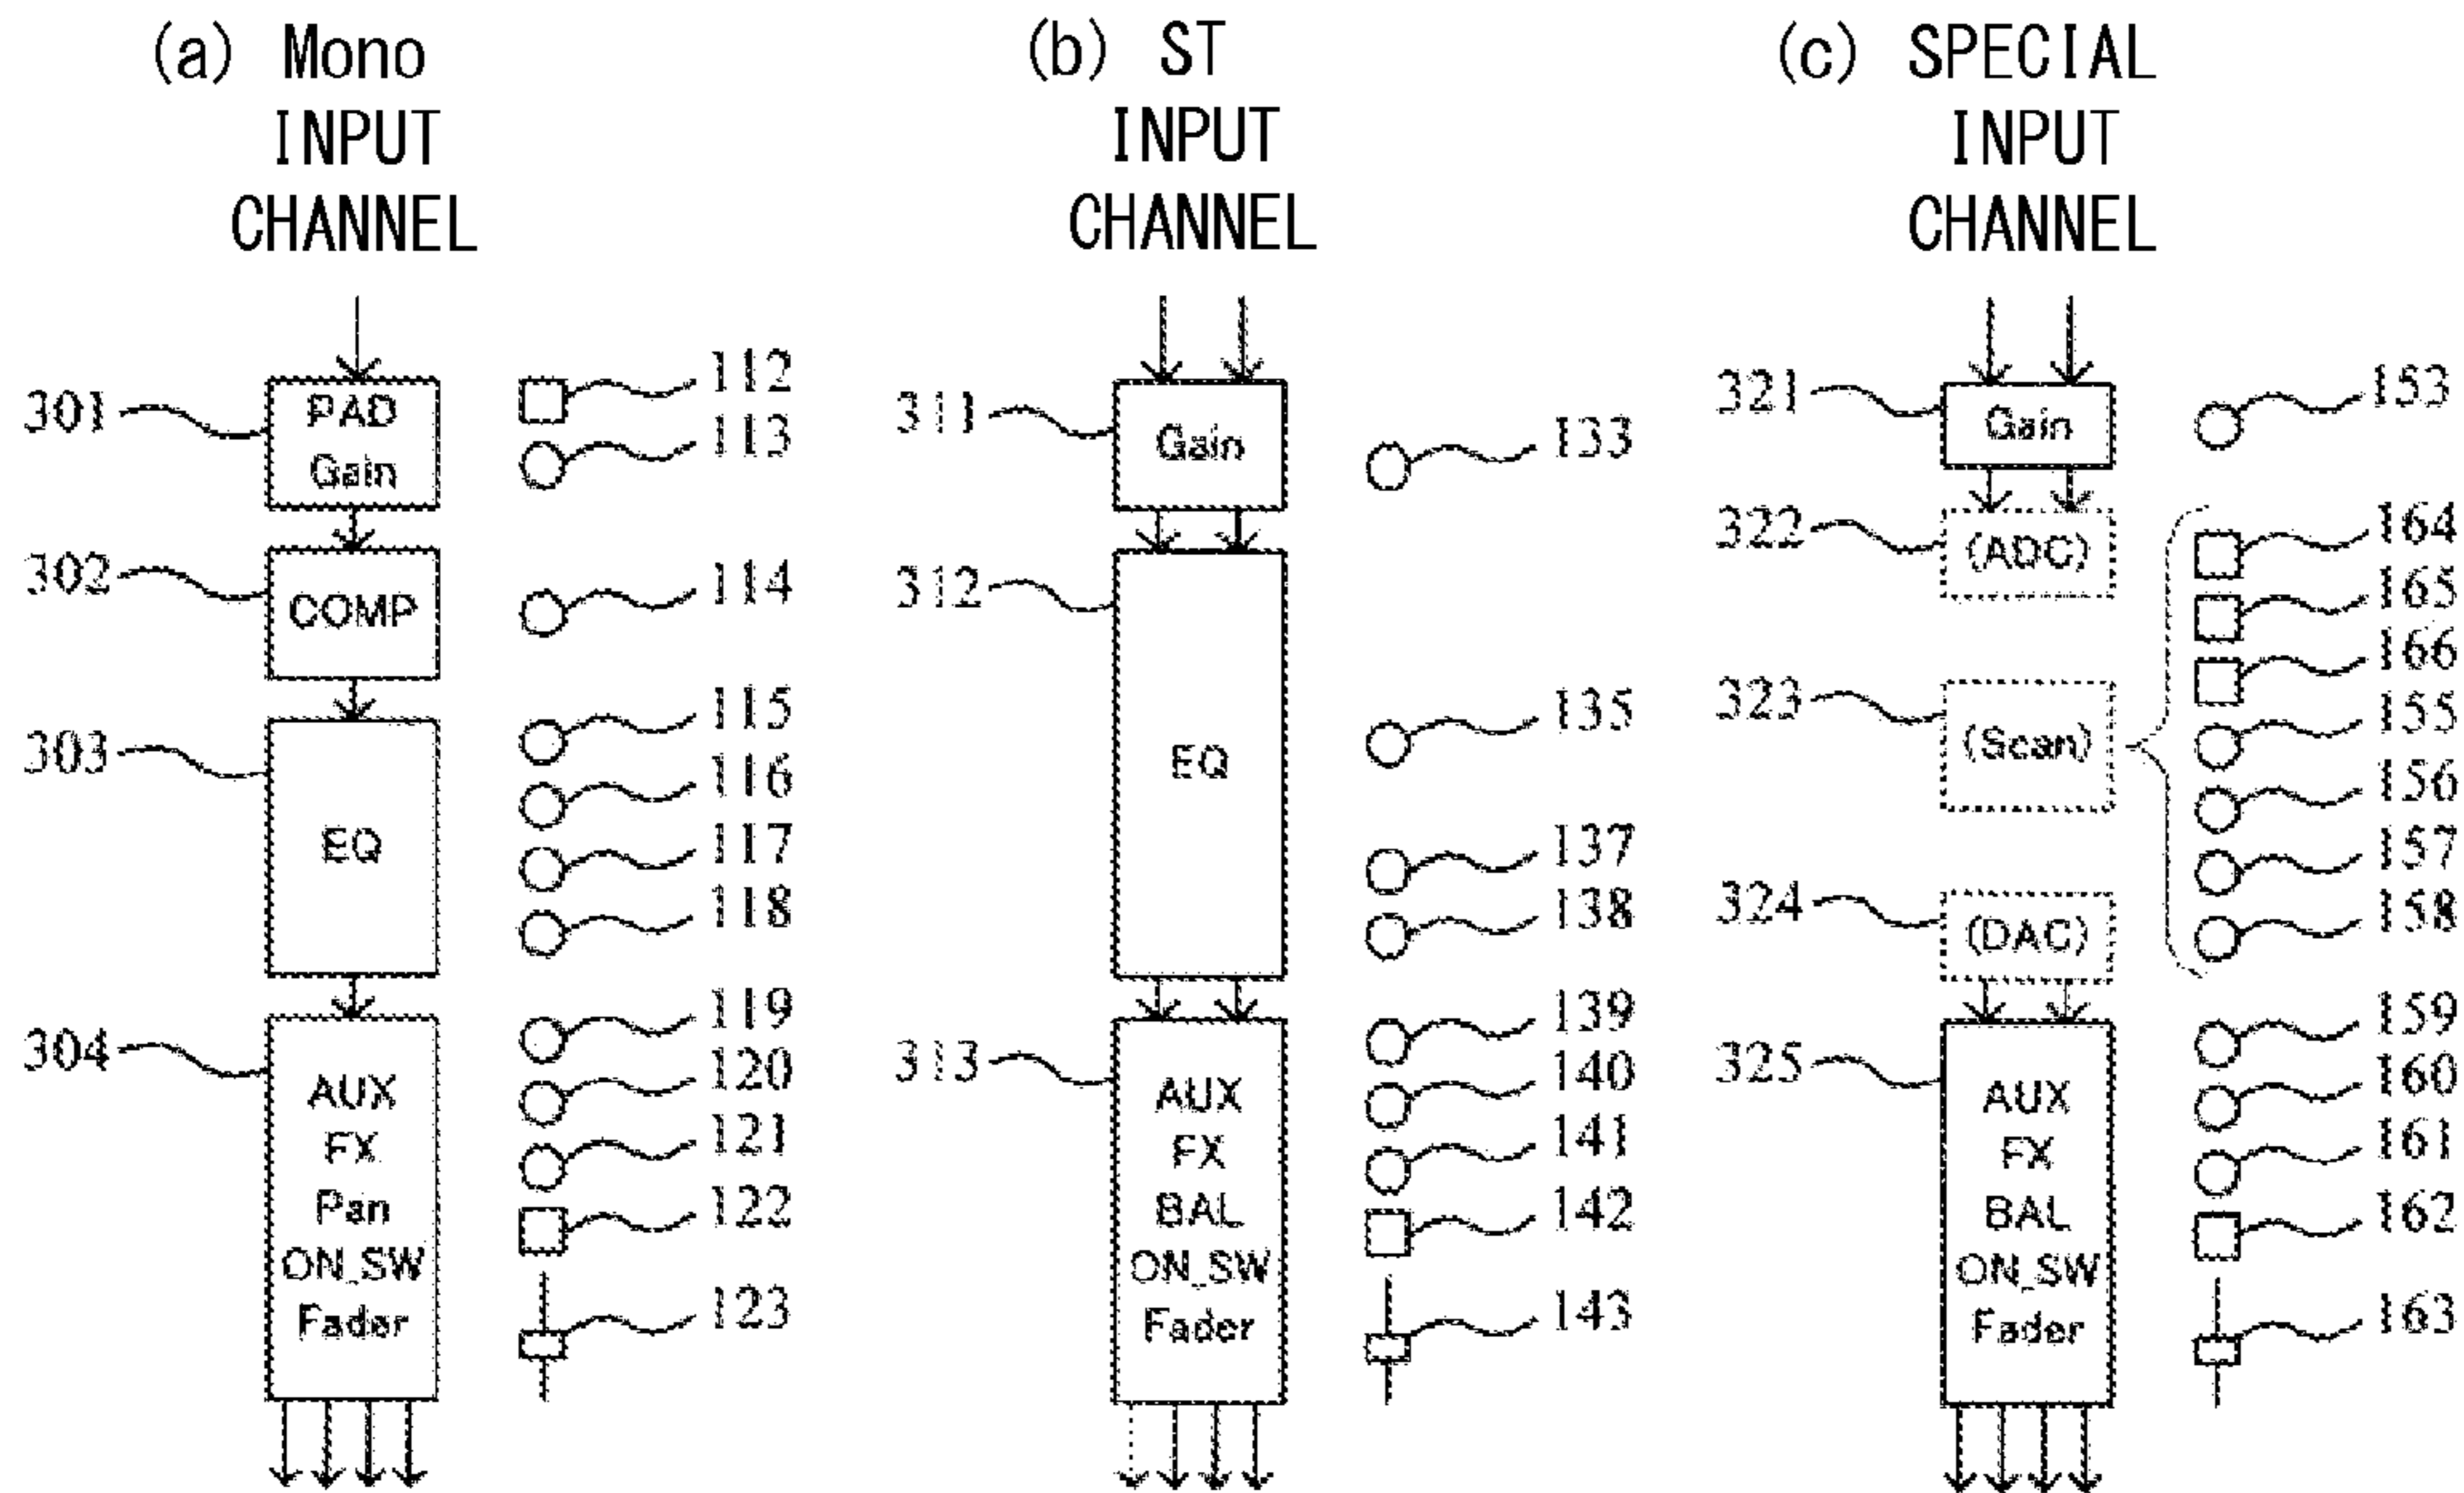 (a) Mono
INPUT
CHANNEL
301
PAD
Gain
112
113
302
COMP
114
303
EQ
115
116
117
118
304
AUX
FX
Pan
ON_SW
Fader
119
120
121
122
123
(b) ST
INPUT
CHANNEL
311
Gain
133
312
EQ
135
137
138
313
AUX
FX
BAL
ON_SW
Fader
139
140
141
142
143
(c) SPECIAL
INPUT
CHANNEL
321
Gain
153
322
(ADC)
323
(Scan)
324
(DAC)
164
165
166
155
156
157
158
325
AUX
FX
BAL
ON_SW
Fader
159
160
161
162
163